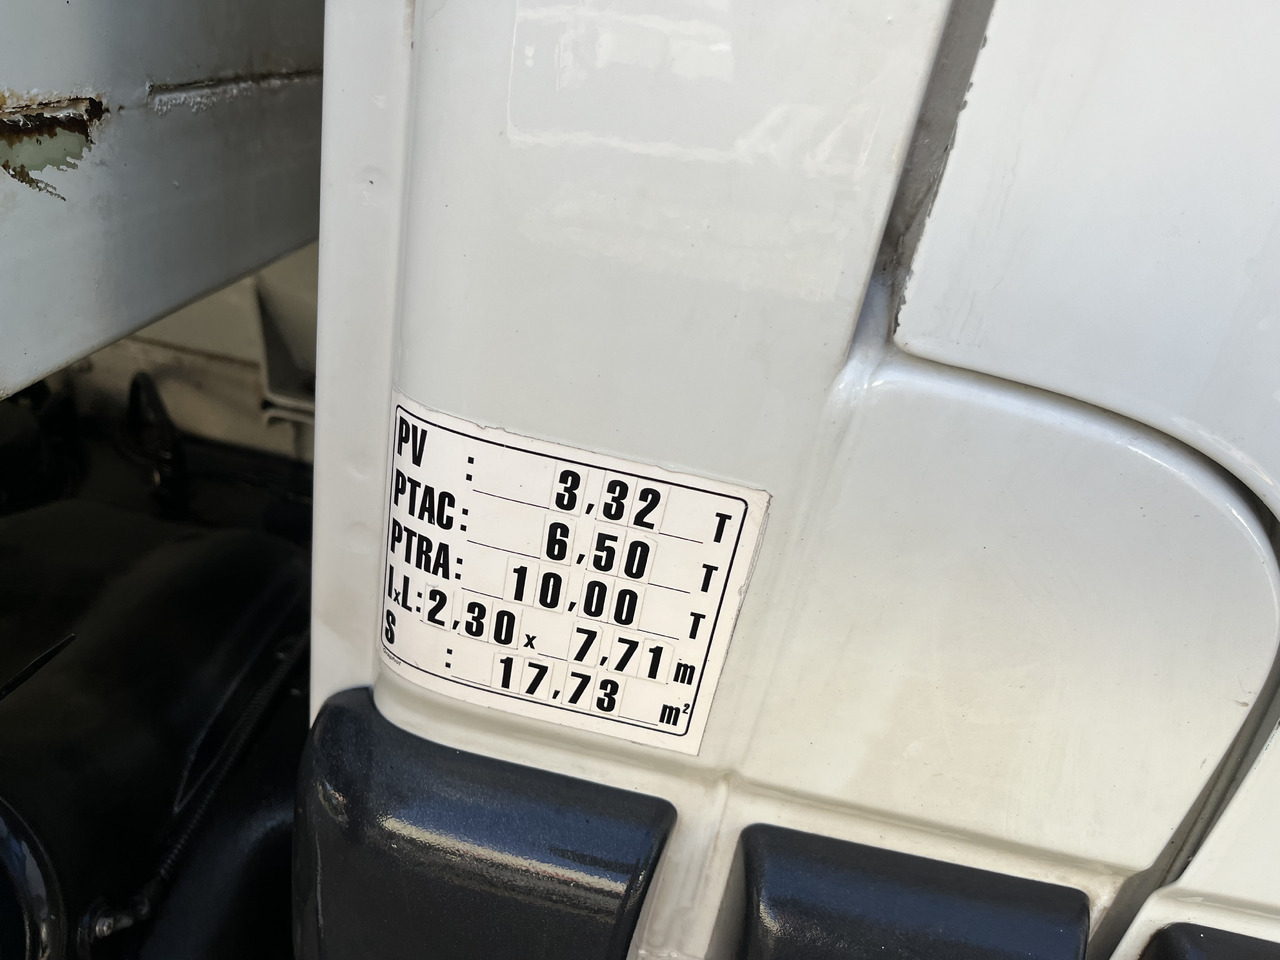 PV : 3,32 T
PTAC: 6,50 T
PTRA: 10,00 T
lxL: 2,30 x 7,71 m
S : 17,73 m²